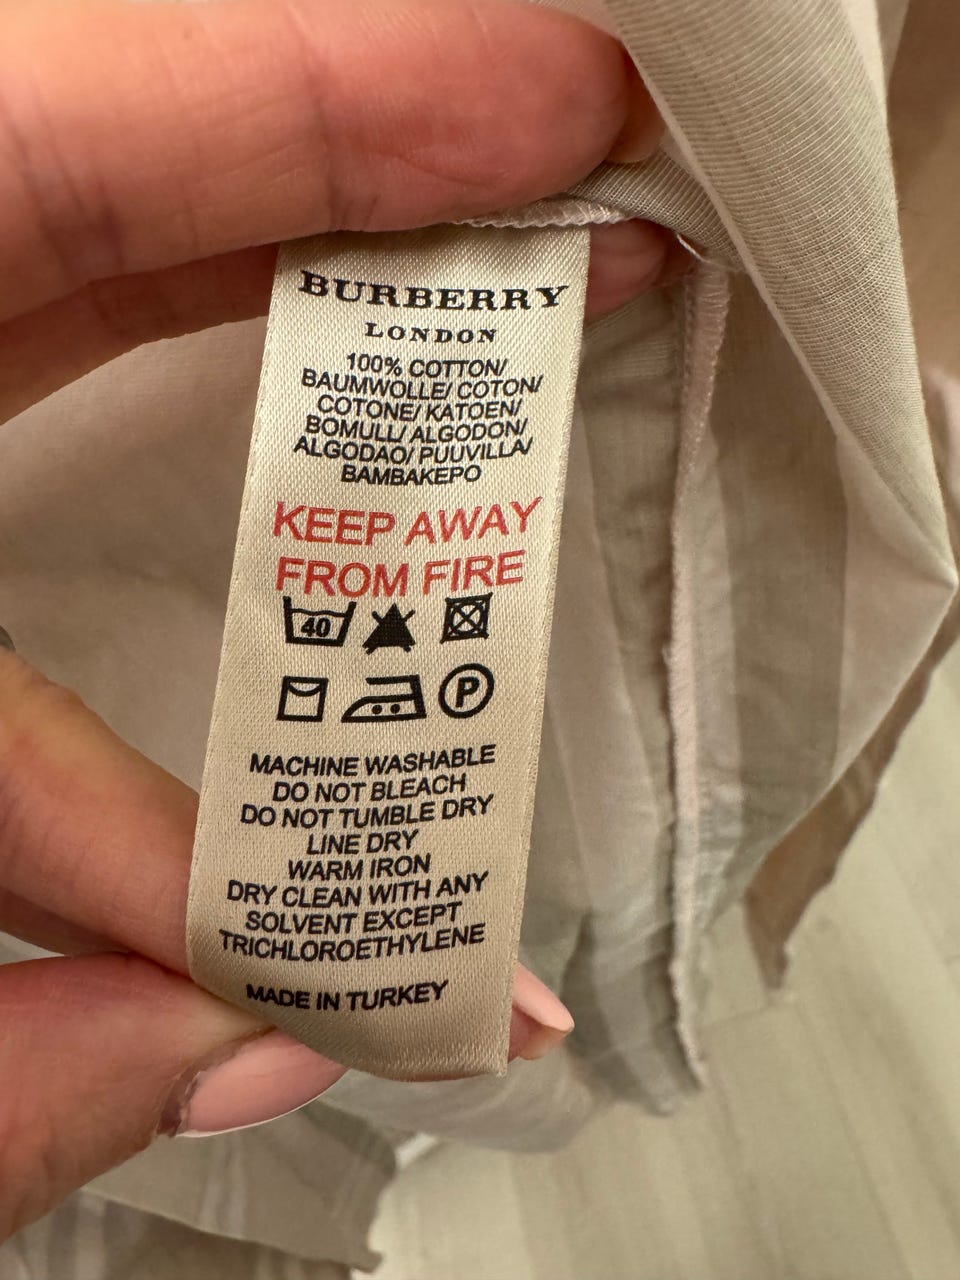 BURBERRY
LONDON
100% COTTON/
BAUMWOLLE/ COTON/
COTONE/ KATOEN/
BOMULL/ ALGODON/
ALGODAO/ PUUVILLA/
BAMBAKEPO
KEEP AWAY
FROM FIRE
40
P
MACHINE WASHABLE
DO NOT BLEACH
DO NOT TUMBLE DRY
LINE DRY
WARM IRON
DRY CLEAN WITH ANY
SOLVENT EXCEPT
TRICHLOROETHYLENE
MADE IN TURKEY